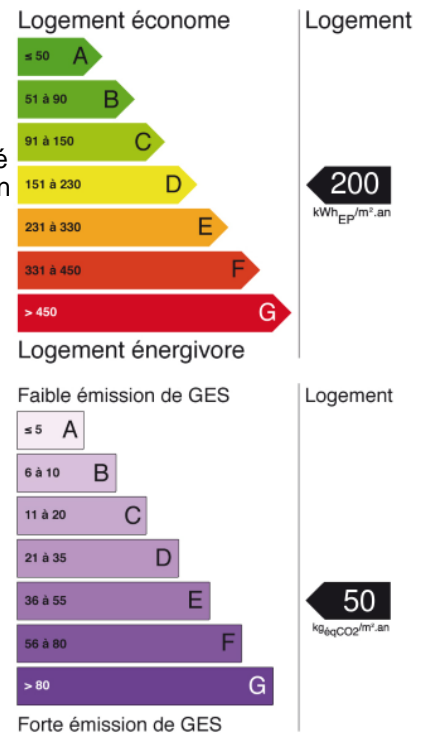 Logement économe
Logement
≤ 50 A
51 à 90 B
91 à 150 C
é
151 à 230 D
n
200
kWhEP/m².an
231 à 330 E
331 à 450 F
> 450 G
Logement énergivore
Faible émission de GES
Logement
≤ 5 A
6 à 10 B
11 à 20 C
21 à 35 D
36 à 55 E
50
kgéqCO2/m².an
56 à 80 F
> 80 G
Forte émission de GES